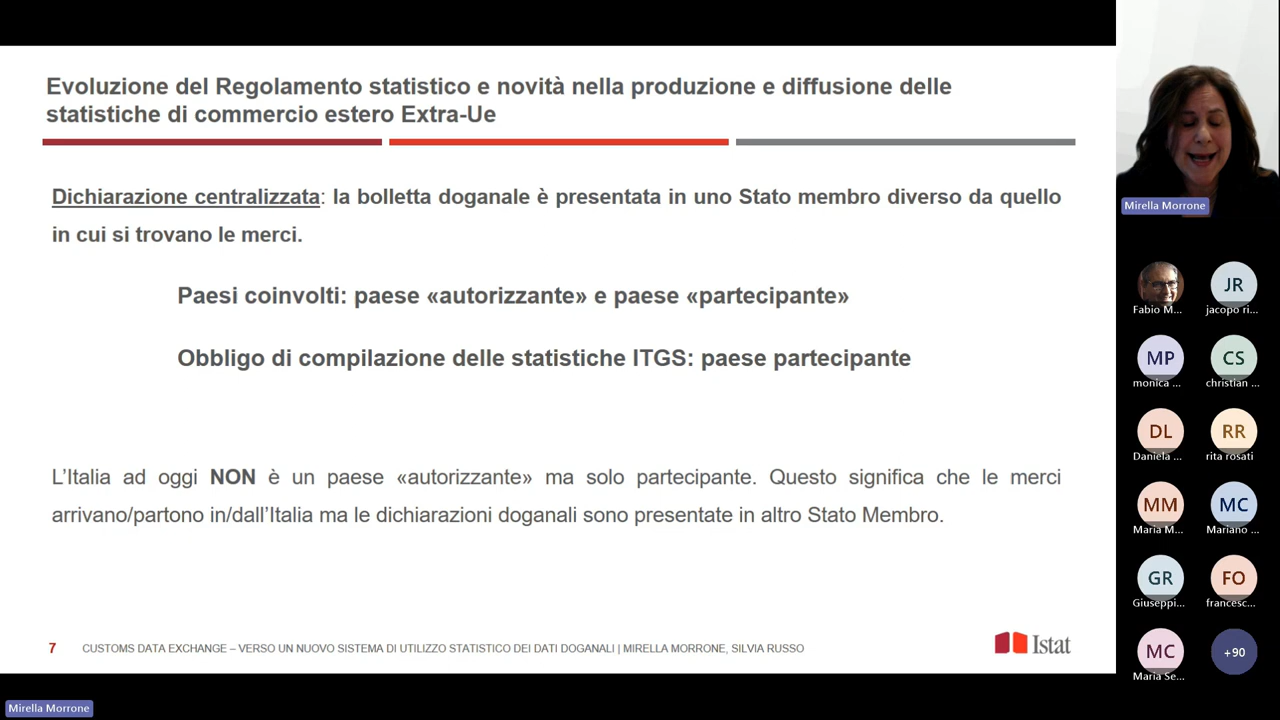 Evoluzione del Regolamento statistico e novità nella produzione e diffusione delle
statistiche di commercio estero Extra-Ue
Dichiarazione centralizzata: la bolletta doganale è presentata in uno Stato membro diverso da quello
in cui si trovano le merci.
Paesi coinvolti: paese «autorizzante» e paese «partecipante»
Obbligo di compilazione delle statistiche ITGS: paese partecipante
L'Italia ad oggi NON è un paese «autorizzante» ma solo partecipante. Questo significa che le merci
arrivano/partono in/dall'Italia ma le dichiarazioni doganali sono presentate in altro Stato Membro.
7 CUSTOMS DATA EXCHANGE – VERSO UN NUOVO SISTEMA DI UTILIZZO STATISTICO DEI DATI DOGANALI | MIRELLA MORRONE, SILVIA RUSSO
Istat
Mirella Morrone
JR
Fabio M... jacopo ri...
MP CS
monica ... christian ...
DL RR
Daniela ... rita rosati
MM MC
Maria M... Mariano ...
GR FO
Giuseppi... francesc...
MC +90
Maria Se...
Mirella Morrone